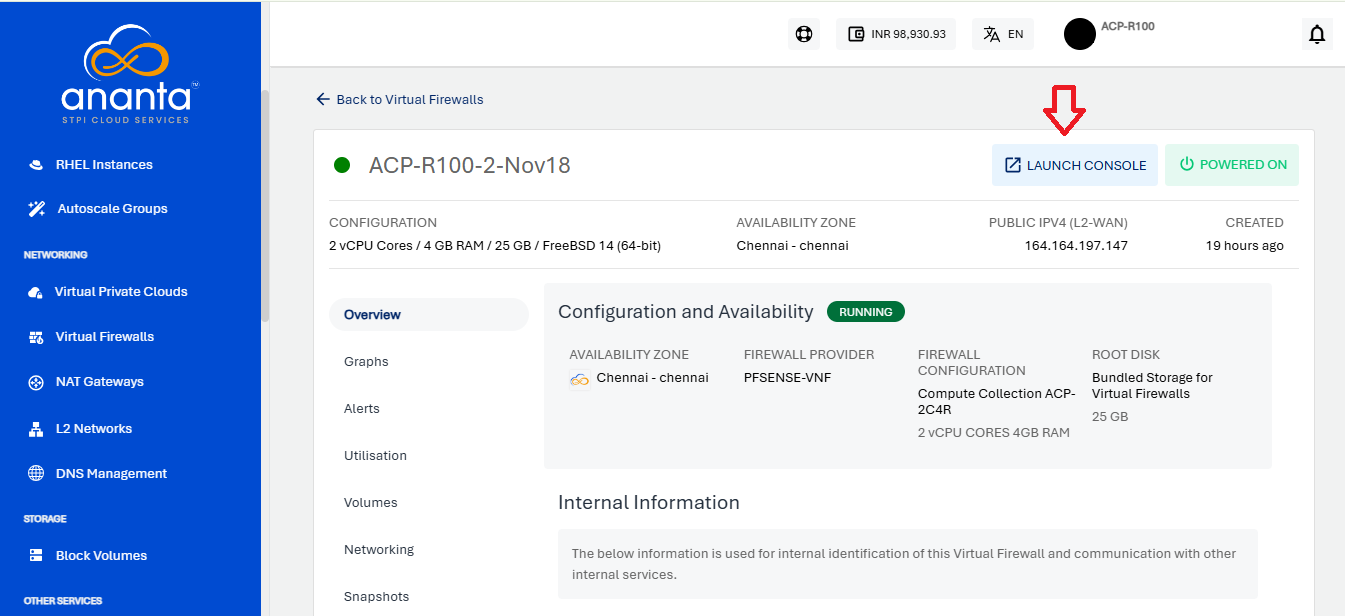 ananta
TM
STPI CLOUD SERVICES
RHEL Instances
Autoscale Groups
NETWORKING
Virtual Private Clouds
Virtual Firewalls
NAT Gateways
L2 Networks
DNS Management
STORAGE
Block Volumes
OTHER SERVICES
INR 98,930.93
EN
ACP-R100
Back to Virtual Firewalls
ACP-R100-2-Nov18
LAUNCH CONSOLE
POWERED ON
CONFIGURATION
2 vCPU Cores / 4 GB RAM / 25 GB / FreeBSD 14 (64-bit)
AVAILABILITY ZONE
Chennai - chennai
PUBLIC IPV4 (L2-WAN)
164.164.197.147
CREATED
19 hours ago
Overview
Graphs
Alerts
Utilisation
Volumes
Networking
Snapshots
Configuration and Availability
RUNNING
AVAILABILITY ZONE
Chennai - chennai
FIREWALL PROVIDER
PFSENSE-VNF
FIREWALL
CONFIGURATION
Compute Collection ACP-
2C4R
2 vCPU CORES 4GB RAM
ROOT DISK
Bundled Storage for
Virtual Firewalls
25 GB
Internal Information
The below information is used for internal identification of this Virtual Firewall and communication with other
internal services.